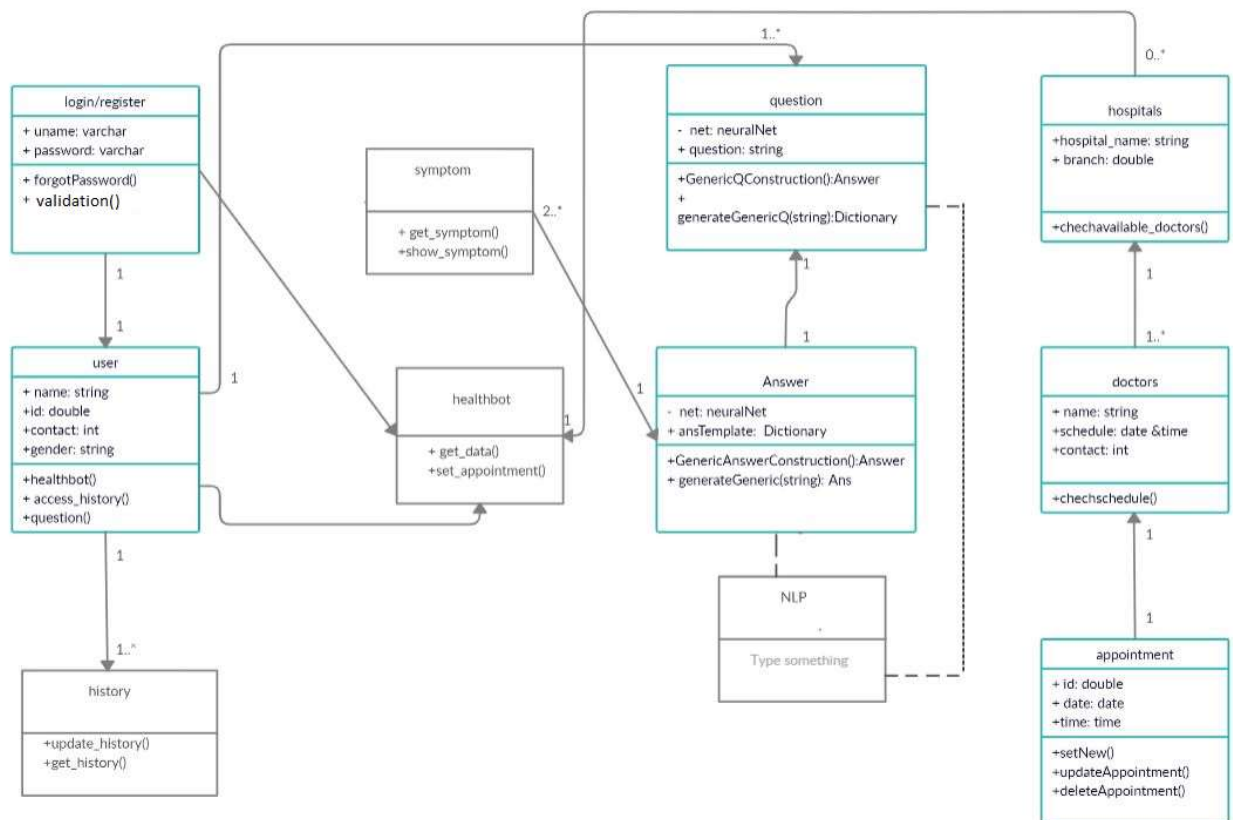 1..*
0..*
login/register
+ uname: varchar
+ password: varchar
+ forgotPassword()
+ validation()
1
1
user
+ name: string
+id: double
+contact: int
+gender: string
+healthbot()
+ access_history()
+question()
1
1
1..*
history
+update_history()
+get_history()
symptom
+ get_symptom()
+show_symptom()
2..*
1
healthbot
+ get_data()
+set_appointment()
1
question
- net: neuralNet
+ question: string
+GenericQConstruction():Answer
+
generateGenericQ(string):Dictionary
1
1
Answer
- net: neuralNet
+ ansTemplate: Dictionary
+GenericAnswerConstruction():Answer
+ generateGeneric(string): Ans
NLP
Type something
hospitals
+hospital_name: string
+ branch: double
+chechavailable_doctors()
1
1..*
doctors
+ name: string
+schedule: date &time
+contact: int
+chechschedule()
1
1
appointment
+ id: double
+ date: date
+time: time
+setNew()
+updateAppointment()
+deleteAppointment()